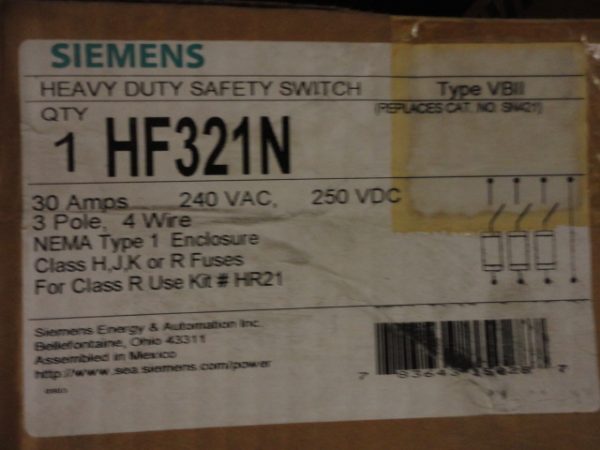 SIEMENS
HEAVY DUTY SAFETY SWITCH Type VBII
QTY (REPLACES CAT. NO. SN421)
1 HF321N
30 Amps 240 VAC, 250 VDC
3 Pole, 4 Wire
NEMA Type 1 Enclosure
Class H,J,K or R Fuses
For Class R Use Kit # HR21
Siemens Energy & Automation Inc.
Bellefontaine, Ohio 43311
Assembled in Mexico
http://www.sea.siemens.com/power